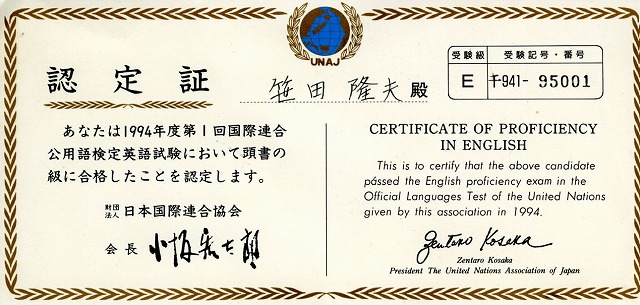 UNAJ
認定証
笹田 隆夫 殿
受験級 受験記号・番号
E 〒941- 95001
あなたは1994年度第1回国際連合
公用語検定英語試験において頭書の
級に合格したことを認定します。
財団法人 日本国際連合協会
会長 小坂善太郎
CERTIFICATE OF PROFICIENCY
IN ENGLISH
This is to certify that the above candidate
passed the English proficiency exam in the
Official Languages Test of the United Nations
given by this association in 1994.
Zentaro Kosaka
Zentaro Kosaka
President The United Nations Association of Japan